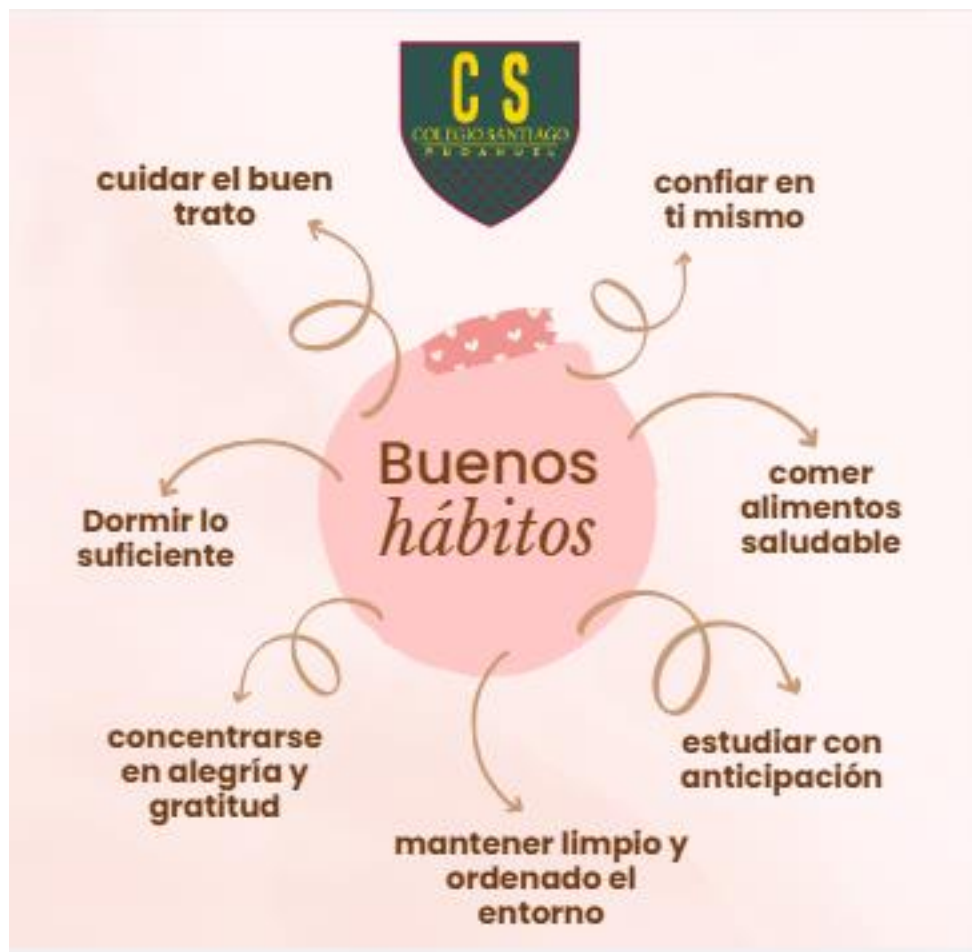 C S
COLEGIO SANTIAGO
PUDAHUEL
cuidar el buen
trato
confiar en
ti mismo
Buenos
hábitos
comer
alimentos
saludable
Dormir lo
suficiente
concentrarse
en alegría y
gratitud
estudiar con
anticipación
mantener limpio y
ordenado el
entorno